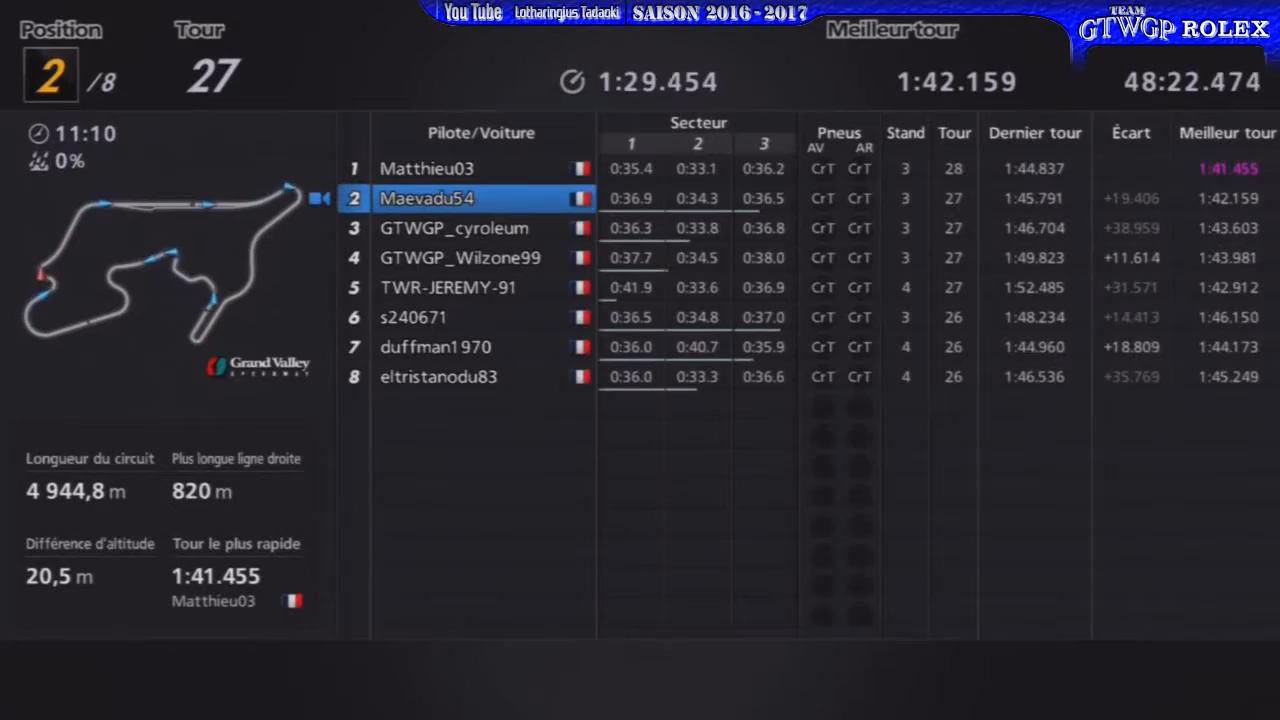 You Tube Lotharingius Tadaoki SAISON 2016 - 2017
TEAM
GTWGP ROLEX
Position Tour Meilleur tour
2 /8 27 1:29.454 1:42.159 48:22.474
11:10
0%
Grand Valley
SPEEDWAY
Longueur du circuit Plus longue ligne droite
4 944,8 m 820 m
Différence d'altitude Tour le plus rapide
20,5 m 1:41.455
Matthieu03
Pilote/Voiture Secteur Pneus Stand Tour Dernier tour Écart Meilleur tour
1 2 3 AV AR
1 Matthieu03 0:35.4 0:33.1 0:36.2 CrT CrT 3 28 1:44.837 1:41.455
2 Maevadu54 0:36.9 0:34.3 0:36.5 CrT CrT 3 27 1:45.791 +19.406 1:42.159
3 GTWGP_cyroleum 0:36.3 0:33.8 0:36.8 CrT CrT 3 27 1:46.704 +38.959 1:43.603
4 GTWGP_Wilzone99 0:37.7 0:34.5 0:38.0 CrT CrT 3 27 1:49.823 +11.614 1:43.981
5 TWR-JEREMY-91 0:41.9 0:33.6 0:36.9 CrT CrT 4 27 1:52.485 +31.571 1:42.912
6 s240671 0:36.5 0:34.8 0:37.0 CrT CrT 3 26 1:48.234 +14.413 1:46.150
7 duffman1970 0:36.0 0:40.7 0:35.9 CrT CrT 4 26 1:44.960 +18.809 1:44.173
8 eltristanodu83 0:36.0 0:33.3 0:36.6 CrT CrT 4 26 1:46.536 +35.769 1:45.249